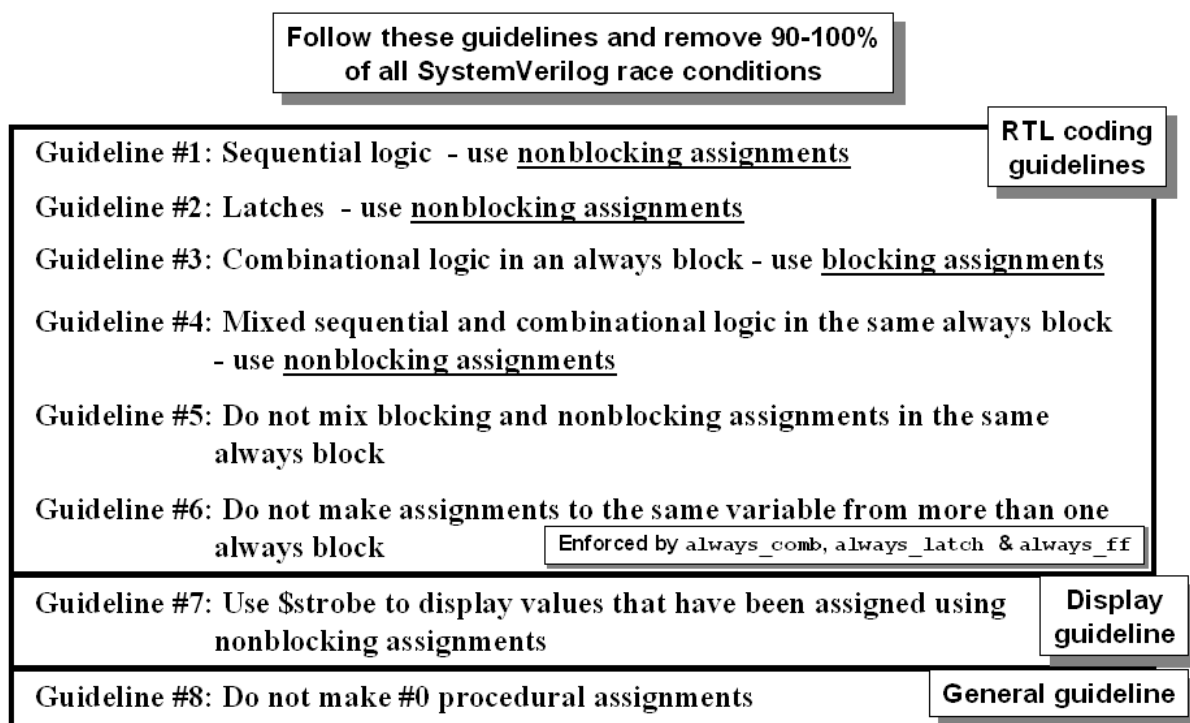 Follow these guidelines and remove 90-100%
of all SystemVerilog race conditions
RTL coding
guidelines
Guideline #1: Sequential logic - use nonblocking assignments
Guideline #2: Latches - use nonblocking assignments
Guideline #3: Combinational logic in an always block - use blocking assignments
Guideline #4: Mixed sequential and combinational logic in the same always block
- use nonblocking assignments
Guideline #5: Do not mix blocking and nonblocking assignments in the same
always block
Guideline #6: Do not make assignments to the same variable from more than one
always block
Enforced by always_comb, always_latch & always_ff
Guideline #7: Use $strobe to display values that have been assigned using
nonblocking assignments
Display
guideline
Guideline #8: Do not make #0 procedural assignments
General guideline